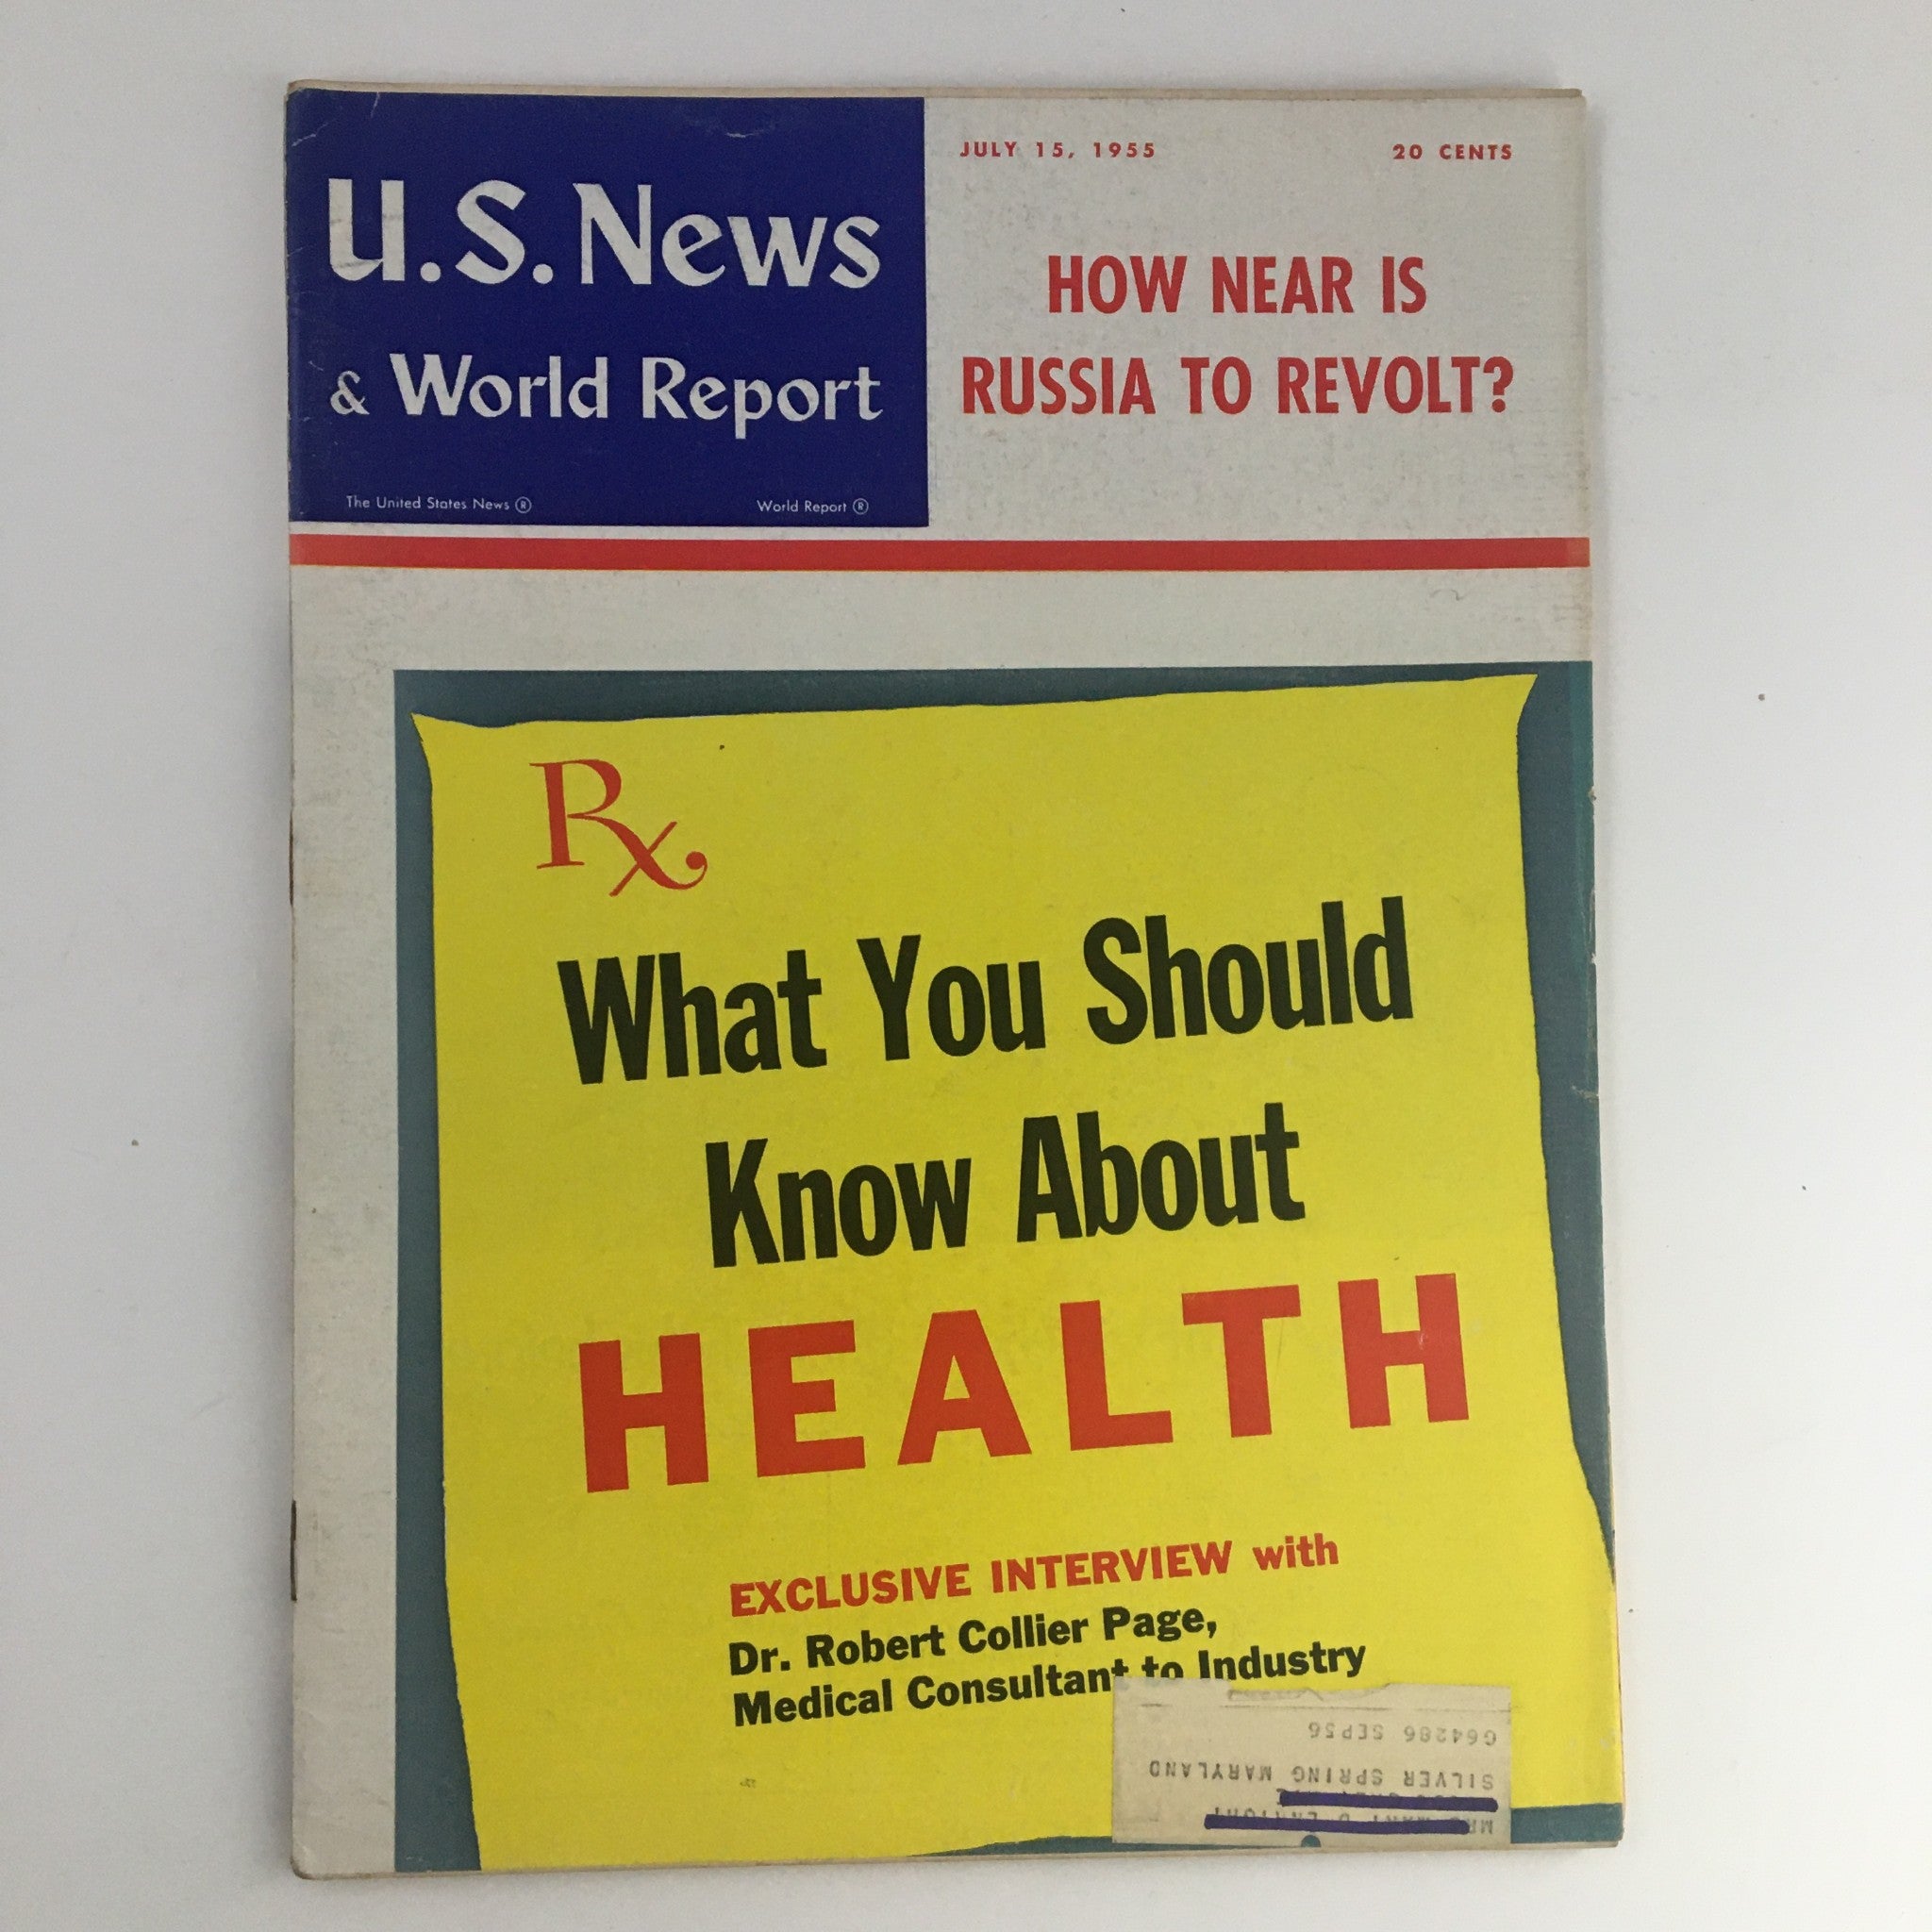 U.S. News
& World Report
The United States News ® World Report ®
JULY 15, 1955 20 CENTS
HOW NEAR IS
RUSSIA TO REVOLT?
Rx
What You Should
Know About
HEALTH
EXCLUSIVE INTERVIEW with
Dr. Robert Collier Page,
Medical Consultant to Industry
SILVER SPRING MARYLAND
G64286 SEP56